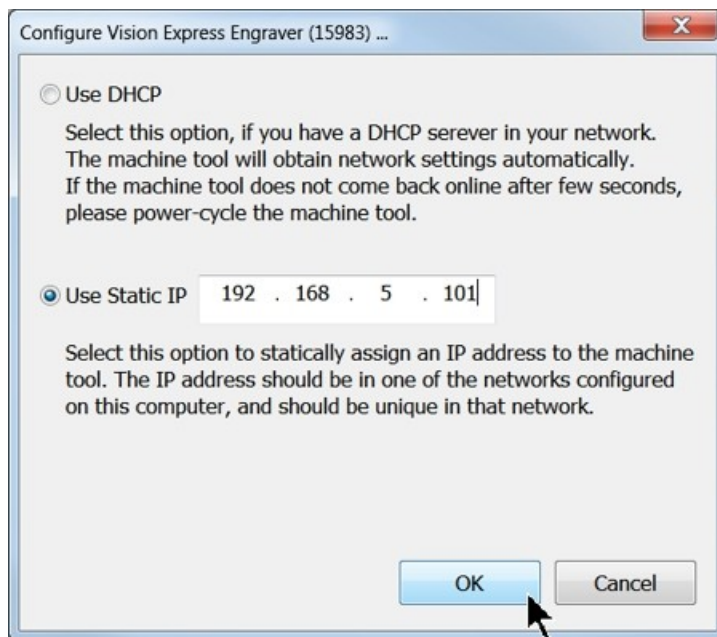 Configure Vision Express Engraver (15983) ...
X
Use DHCP
Select this option, if you have a DHCP serever in your network.
The machine tool will obtain network settings automatically.
If the machine tool does not come back online after few seconds,
please power-cycle the machine tool.
Use Static IP 192 . 168 . 5 . 101
Select this option to statically assign an IP address to the machine
tool. The IP address should be in one of the networks configured
on this computer, and should be unique in that network.
OK Cancel